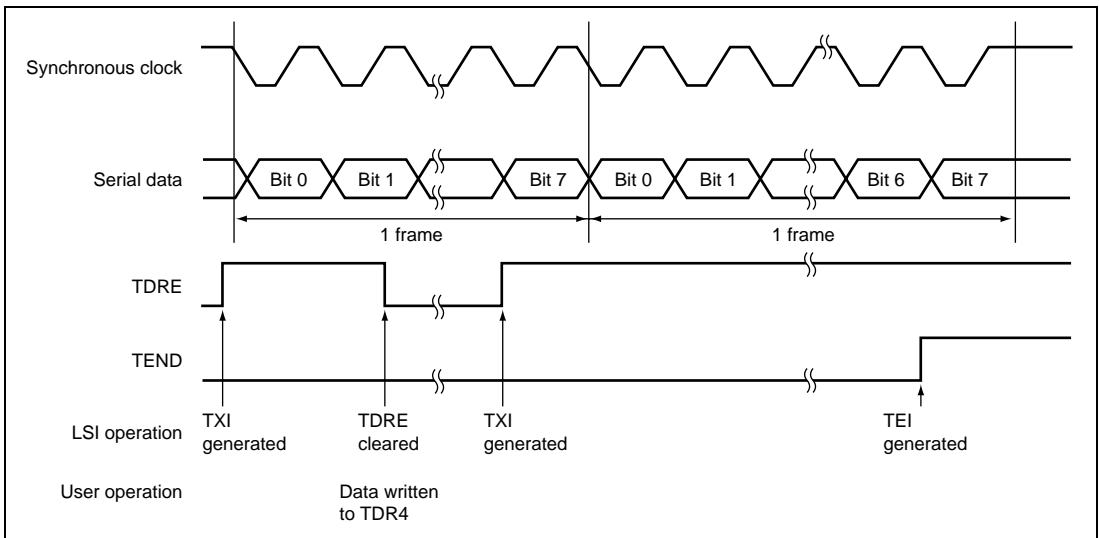 Synchronous clock
Serial data
Bit 0
Bit 1
Bit 7
Bit 0
Bit 1
Bit 6
Bit 7
1 frame
1 frame
TDRE
TEND
LSI operation
TXI
generated
TDRE
cleared
TXI
generated
TEI
generated
User operation
Data written
to TDR4